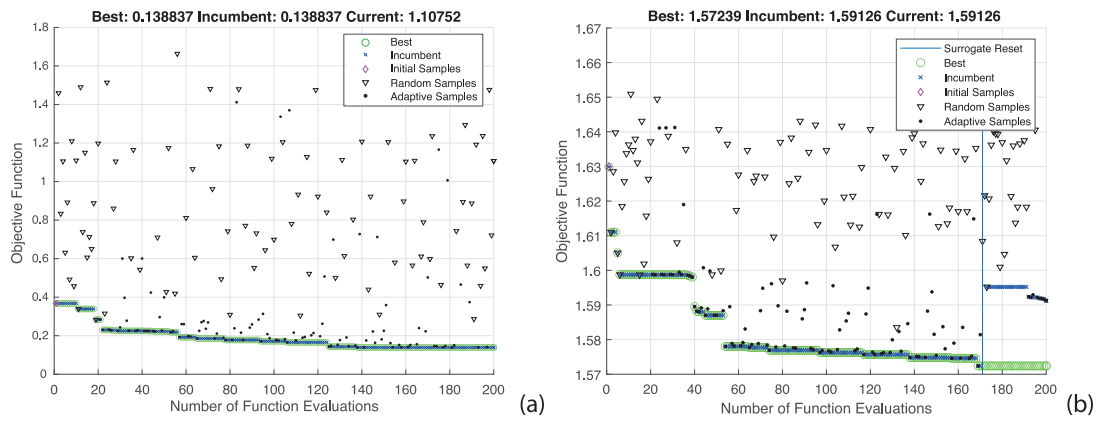 Best: 0.138837 Incumbent: 0.138837 Current: 1.10752
1.8
1.6
1.4
1.2
1
0.8
0.6
0.4
0.2
0
Objective Function
Best
Incumbent
Initial Samples
Random Samples
Adaptive Samples
0 20 40 60 80 100 120 140 160 180 200
Number of Function Evaluations
(a)
Best: 1.57239 Incumbent: 1.59126 Current: 1.59126
1.66
1.65
1.64
1.63
1.62
1.61
1.6
1.59
1.58
1.57
Objective Function
Surrogate Reset
Best
Incumbent
Initial Samples
Random Samples
Adaptive Samples
0 20 40 60 80 100 120 140 160 180 200
Number of Function Evaluations
(b)